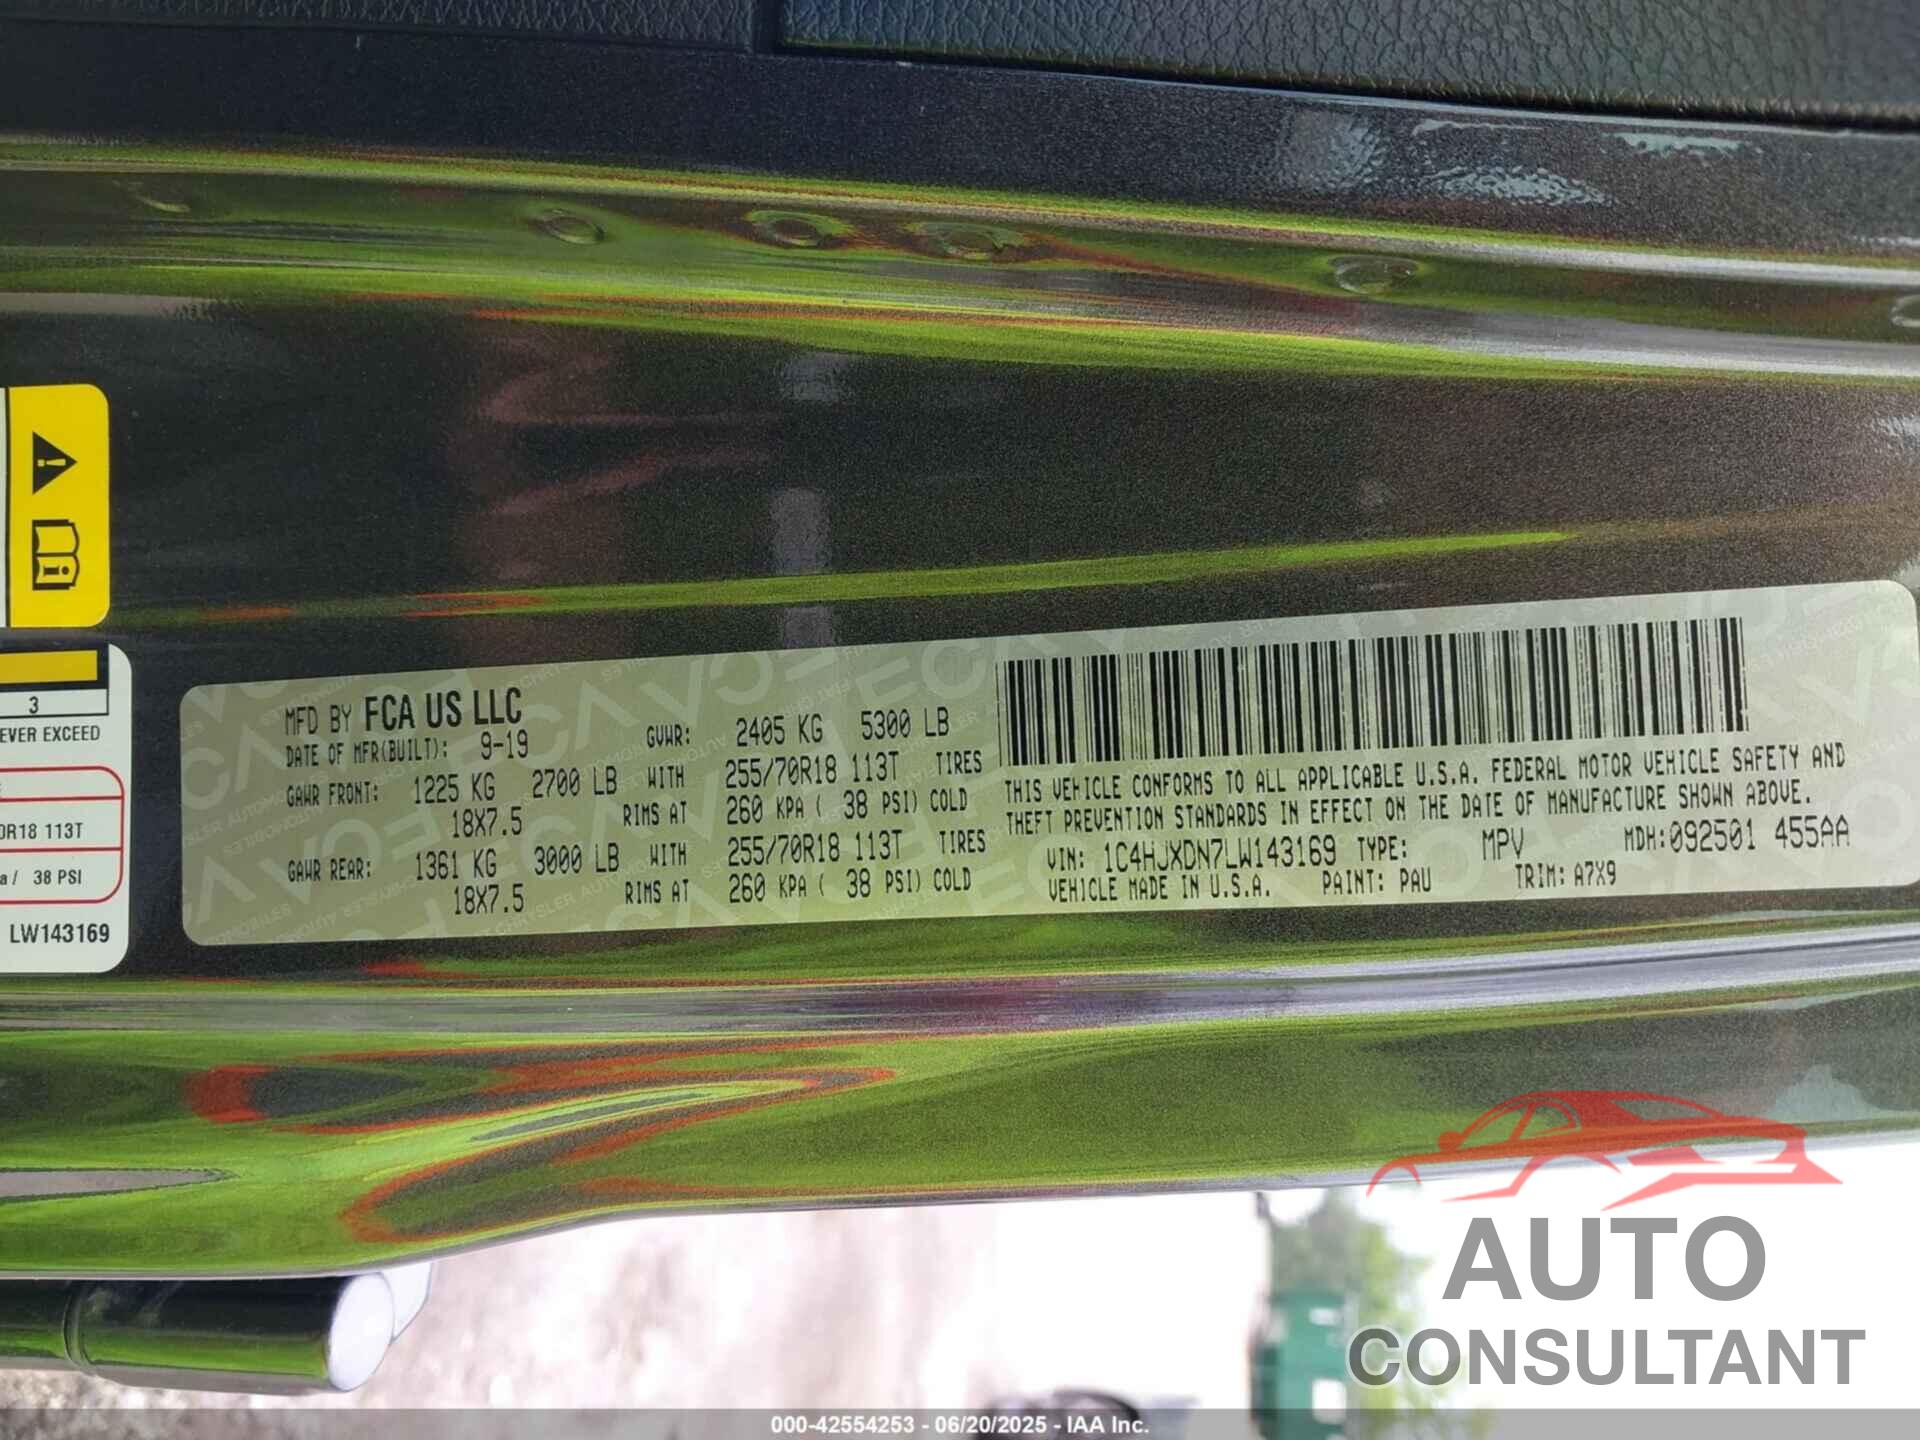 3
EVER EXCEED
0R18 113T
a / 38 PSI
LW143169
MFD BY FCA US LLC
DATE OF MFR(BUILT): 9-19
GVWR: 2405 KG 5300 LB
GAWR FRONT: 1225 KG 2700 LB WITH 255/70R18 113T TIRES
18X7.5 RIMS AT 260 KPA ( 38 PSI) COLD
GAWR REAR: 1361 KG 3000 LB WITH 255/70R18 113T TIRES
18X7.5 RIMS AT 260 KPA ( 38 PSI) COLD
THIS VEHICLE CONFORMS TO ALL APPLICABLE U.S.A. FEDERAL MOTOR VEHICLE SAFETY AND
THEFT PREVENTION STANDARDS IN EFFECT ON THE DATE OF MANUFACTURE SHOWN ABOVE.
VIN: 1C4HJXDN7LW143169 TYPE: MPV MDH:092501 455AA
VEHICLE MADE IN U.S.A. PAINT: PAU TRIM: A7X9
AUTO
CONSULTANT
000-42554253 - 06/20/2025 - IAA Inc.